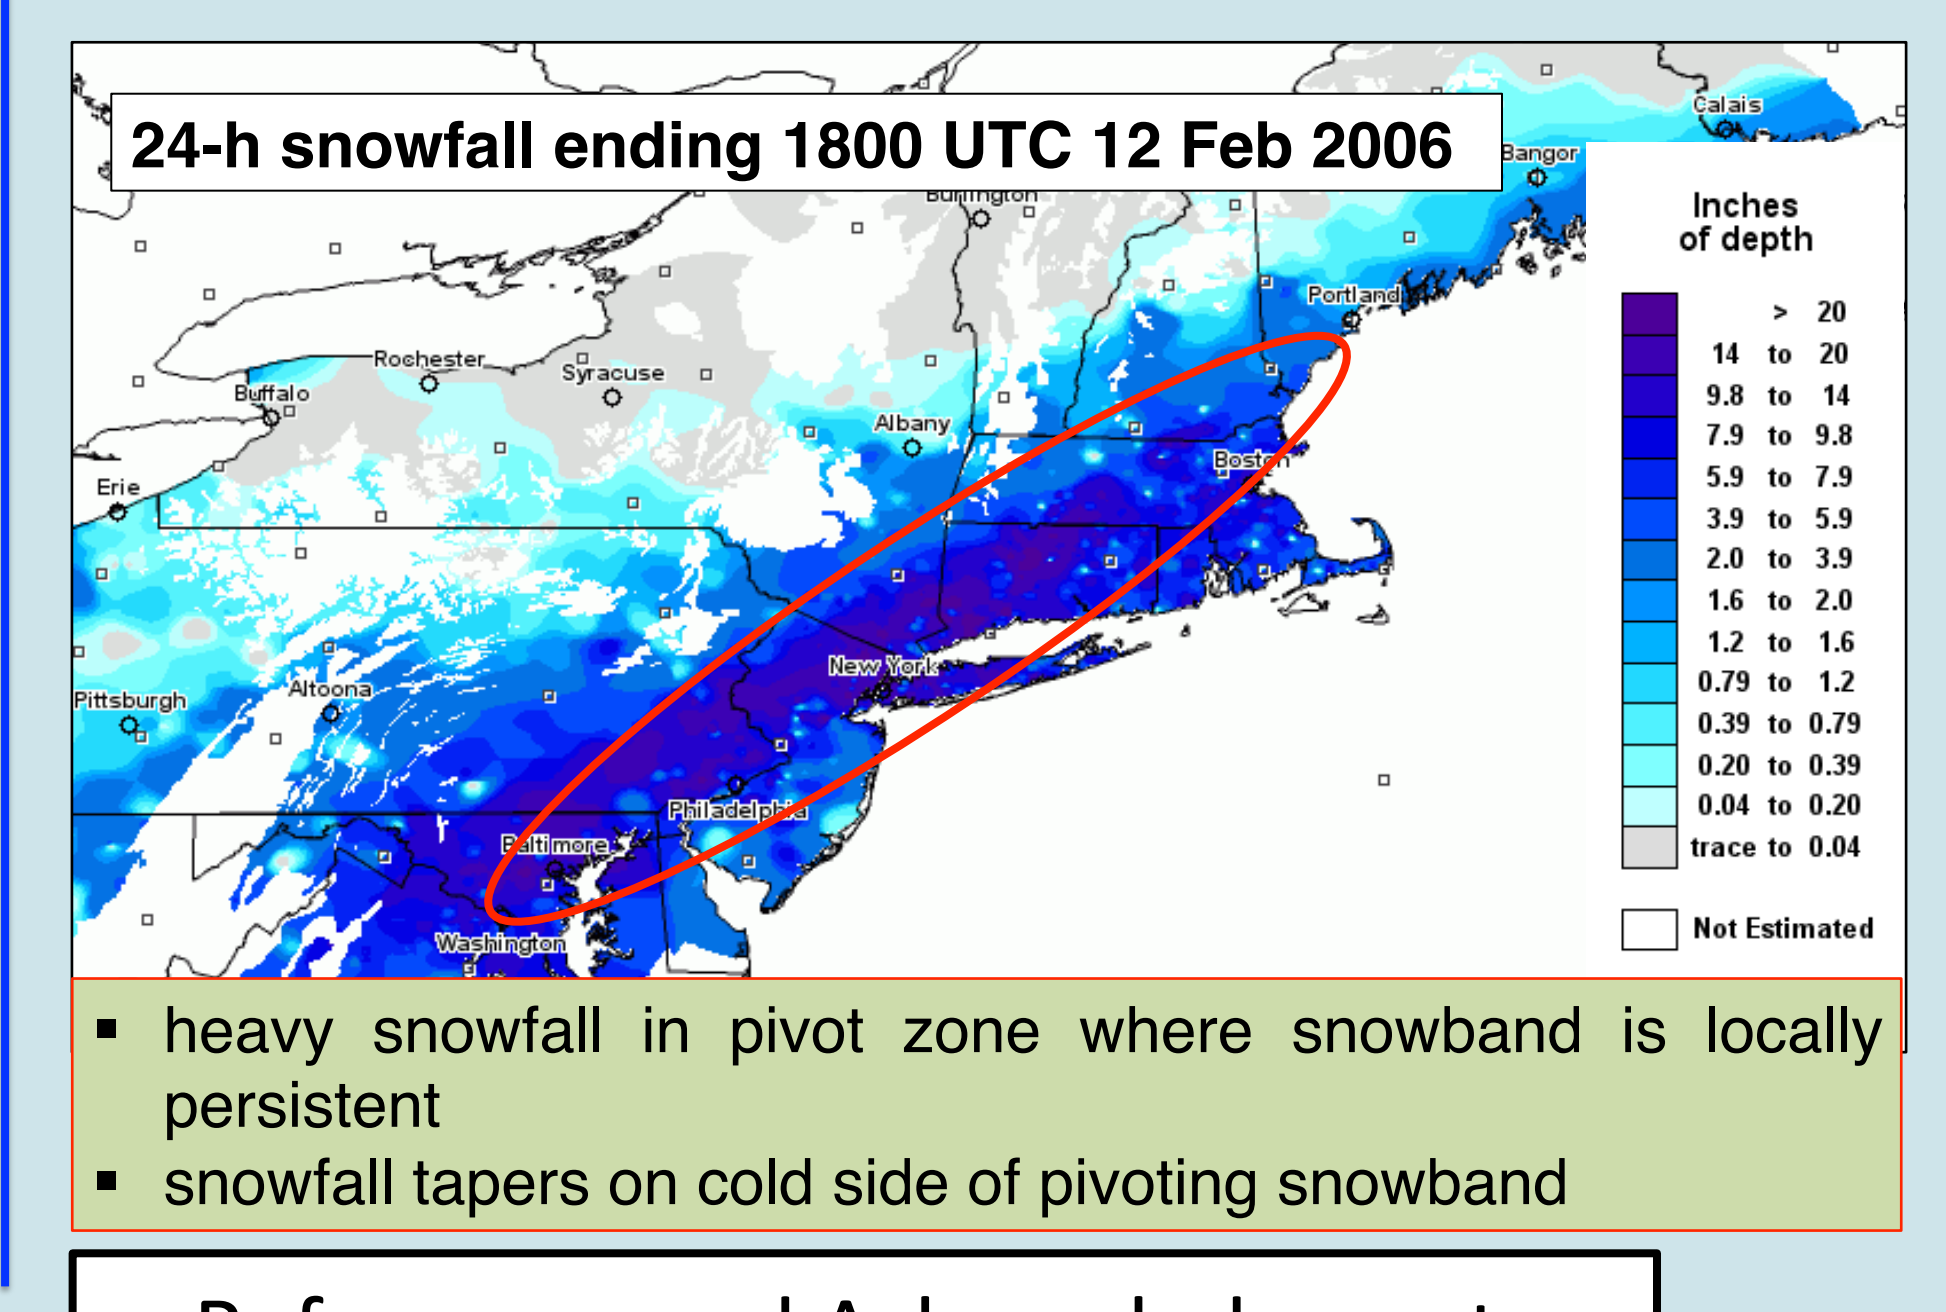 24-h snowfall ending 1800 UTC 12 Feb 2006
Calais
Bangor
Burlington
Inches
of depth
Portland
> 20
14 to 20
9.8 to 14
7.9 to 9.8
5.9 to 7.9
3.9 to 5.9
2.0 to 3.9
1.6 to 2.0
1.2 to 1.6
0.79 to 1.2
0.39 to 0.79
0.20 to 0.39
0.04 to 0.20
trace to 0.04
Not Estimated
Rochester
Syracuse
Buffalo
Albany
Boston
Erie
New York
Altoona
Pittsburgh
Philadelphia
Baltimore
Washington
▪ heavy snowfall in pivot zone where snowband is locally
persistent
▪ snowfall tapers on cold side of pivoting snowband